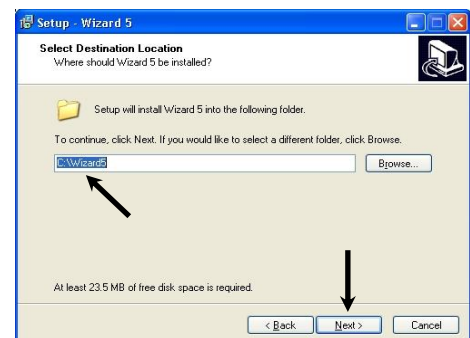 Setup - Wizard 5
Select Destination Location
Where should Wizard 5 be installed?
Setup will install Wizard 5 into the following folder.
To continue, click Next. If you would like to select a different folder, click Browse.
C:\Wizard5
Browse...
At least 23.5 MB of free disk space is required.
< Back
Next >
Cancel